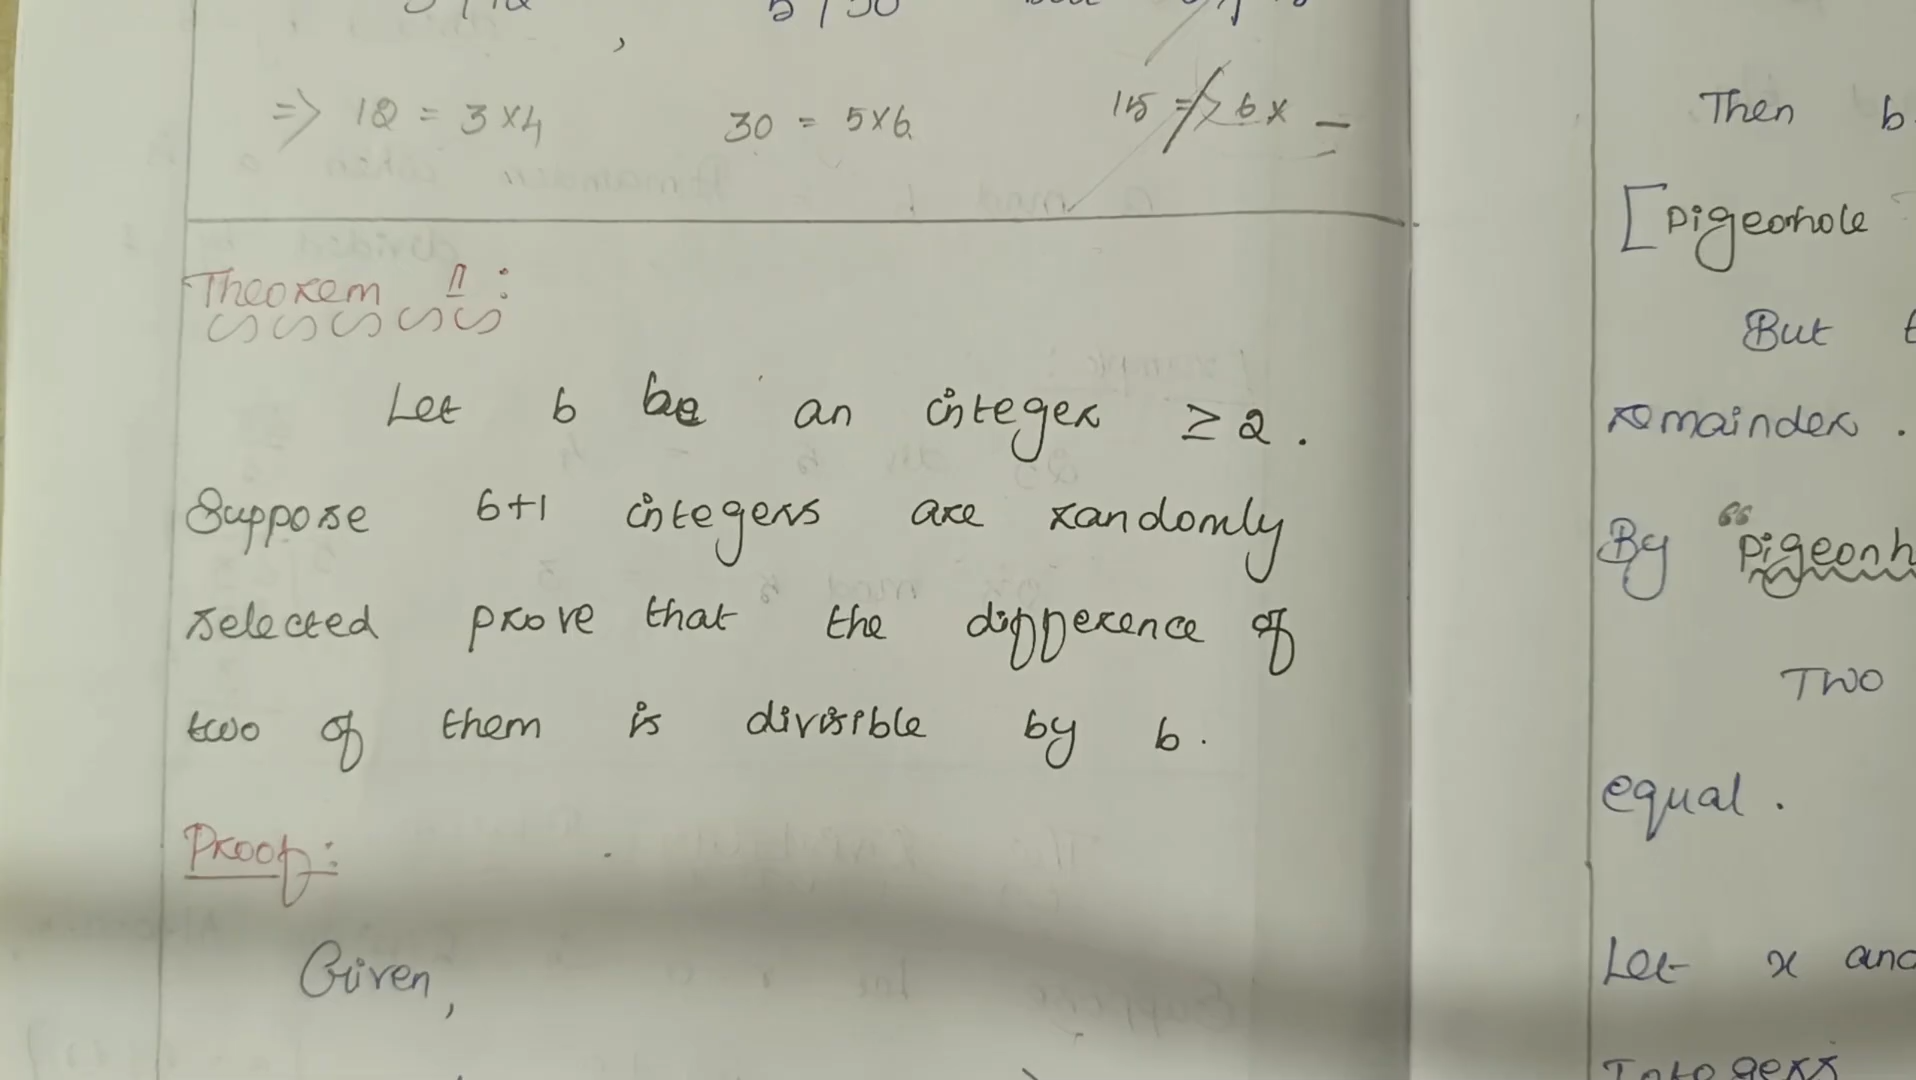 => 12 = 3×4 30 = 5×6 15 ≠> 6×
Theorem II:
Let b be an integer ≥ 2.
Suppose b+1 integers are randomly
selected prove that the difference of
two of them is divisible by b.
Proof:
Given,
Then b
[Pigeonhole
But
remainder.
By "Pigeonh
Two
equal.
Let x and
Integers